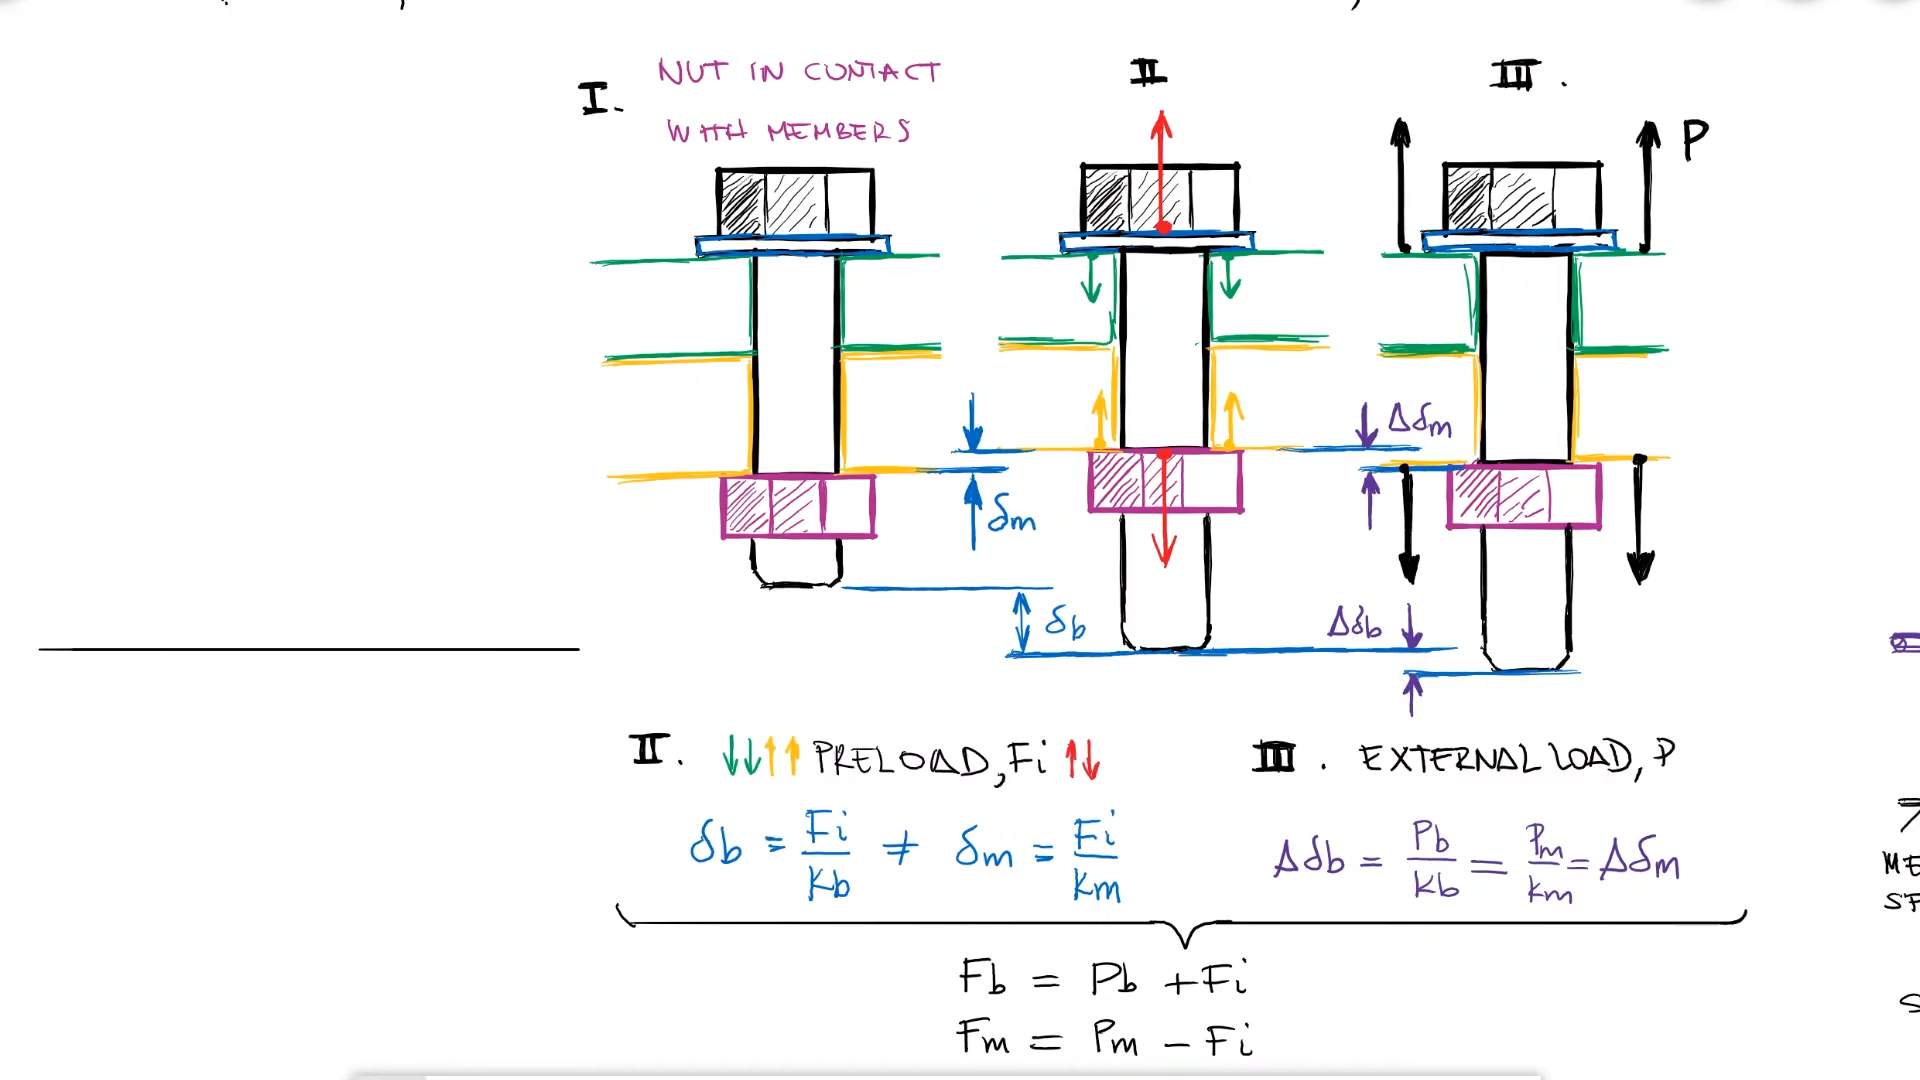 I. NUT IN CONTACT
WITH MEMBERS
II
III.
P
Δδm
δm
δb
Δδb
II. ↓↓↑↑ PRELOAD, Fi ↑↓
δb = Fi/kb ≠ δm = Fi/km
III. EXTERNAL LOAD, P
Δδb = Pb/kb = Pm/km = Δδm
Fb = Pb + Fi
Fm = Pm - Fi
ME